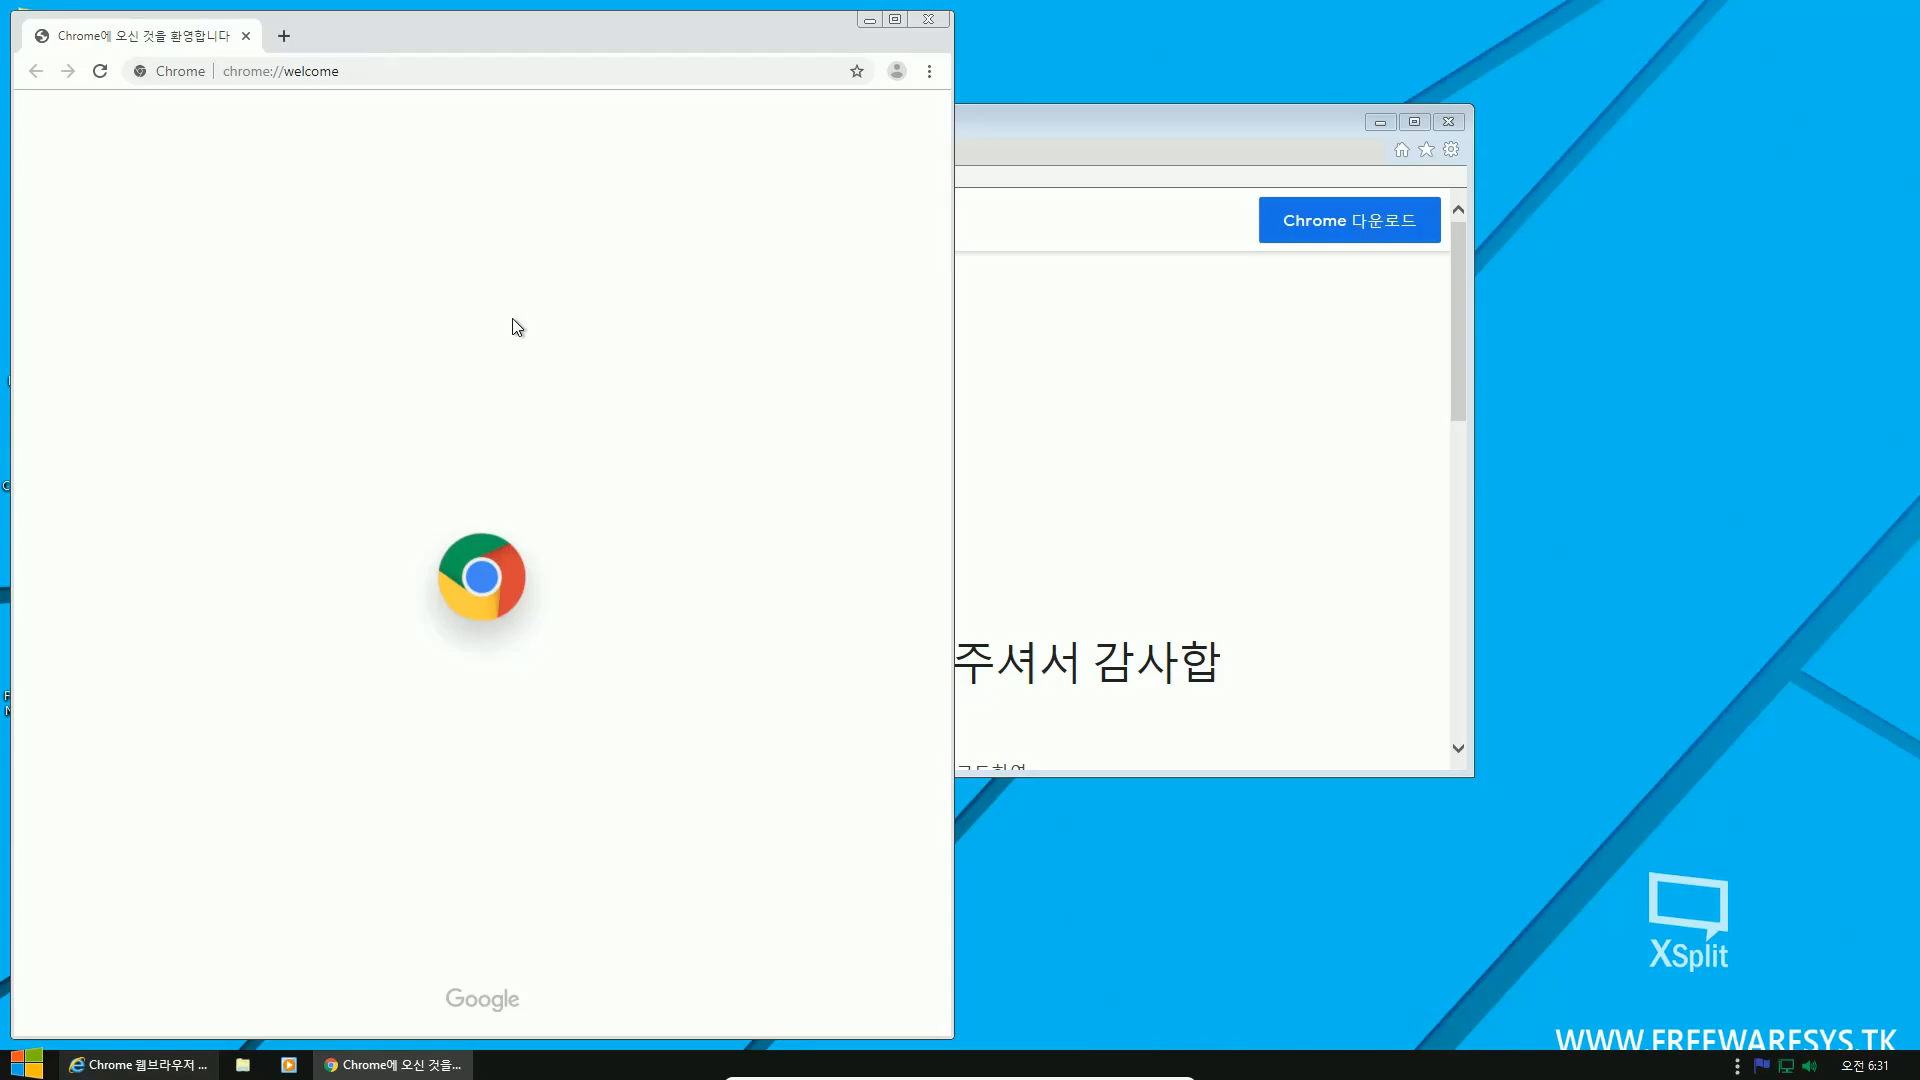 Chrome에 오신 것을 환영합니다
Chrome
chrome://welcome
Chrome 다운로드
주셔서 감사합
Google
XSplit
WWW.FREEWARESYS.TK
Chrome 웹브라우저 ...
Chrome에 오신 것을...
오전 6:31